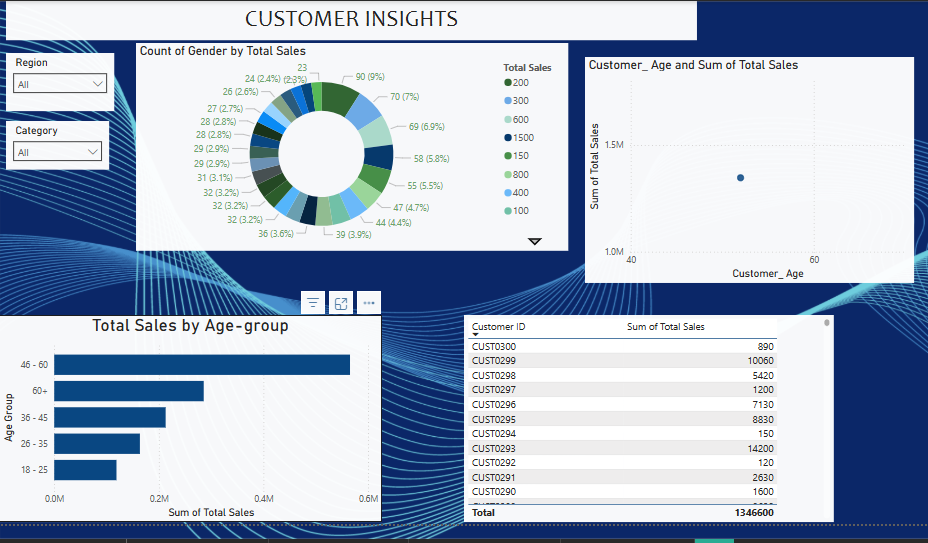 CUSTOMER INSIGHTS
Region
All
Category
All
Count of Gender by Total Sales
23
24 (2.4%) (2.3%)
26 (2.6%)
27 (2.7%)
28 (2.8%)
28 (2.8%)
29 (2.9%)
29 (2.9%)
31 (3.1%)
32 (3.2%)
32 (3.2%)
32 (3.2%)
36 (3.6%)
90 (9%)
70 (7%)
69 (6.9%)
58 (5.8%)
55 (5.5%)
47 (4.7%)
44 (4.4%)
39 (3.9%)
Total Sales
200
300
600
1500
150
800
400
100
Customer_ Age and Sum of Total Sales
Sum of Total Sales
1.5M
1.0M
40
60
Customer_ Age
Total Sales by Age-group
Age Group
46 - 60
60+
36 - 45
26 - 35
18 - 25
0.0M
0.2M
0.4M
0.6M
Sum of Total Sales
Customer ID Sum of Total Sales
CUST0300 890
CUST0299 10060
CUST0298 5420
CUST0297 1200
CUST0296 7130
CUST0295 8830
CUST0294 150
CUST0293 14200
CUST0292 120
CUST0291 2630
CUST0290 1600
Total 1346600